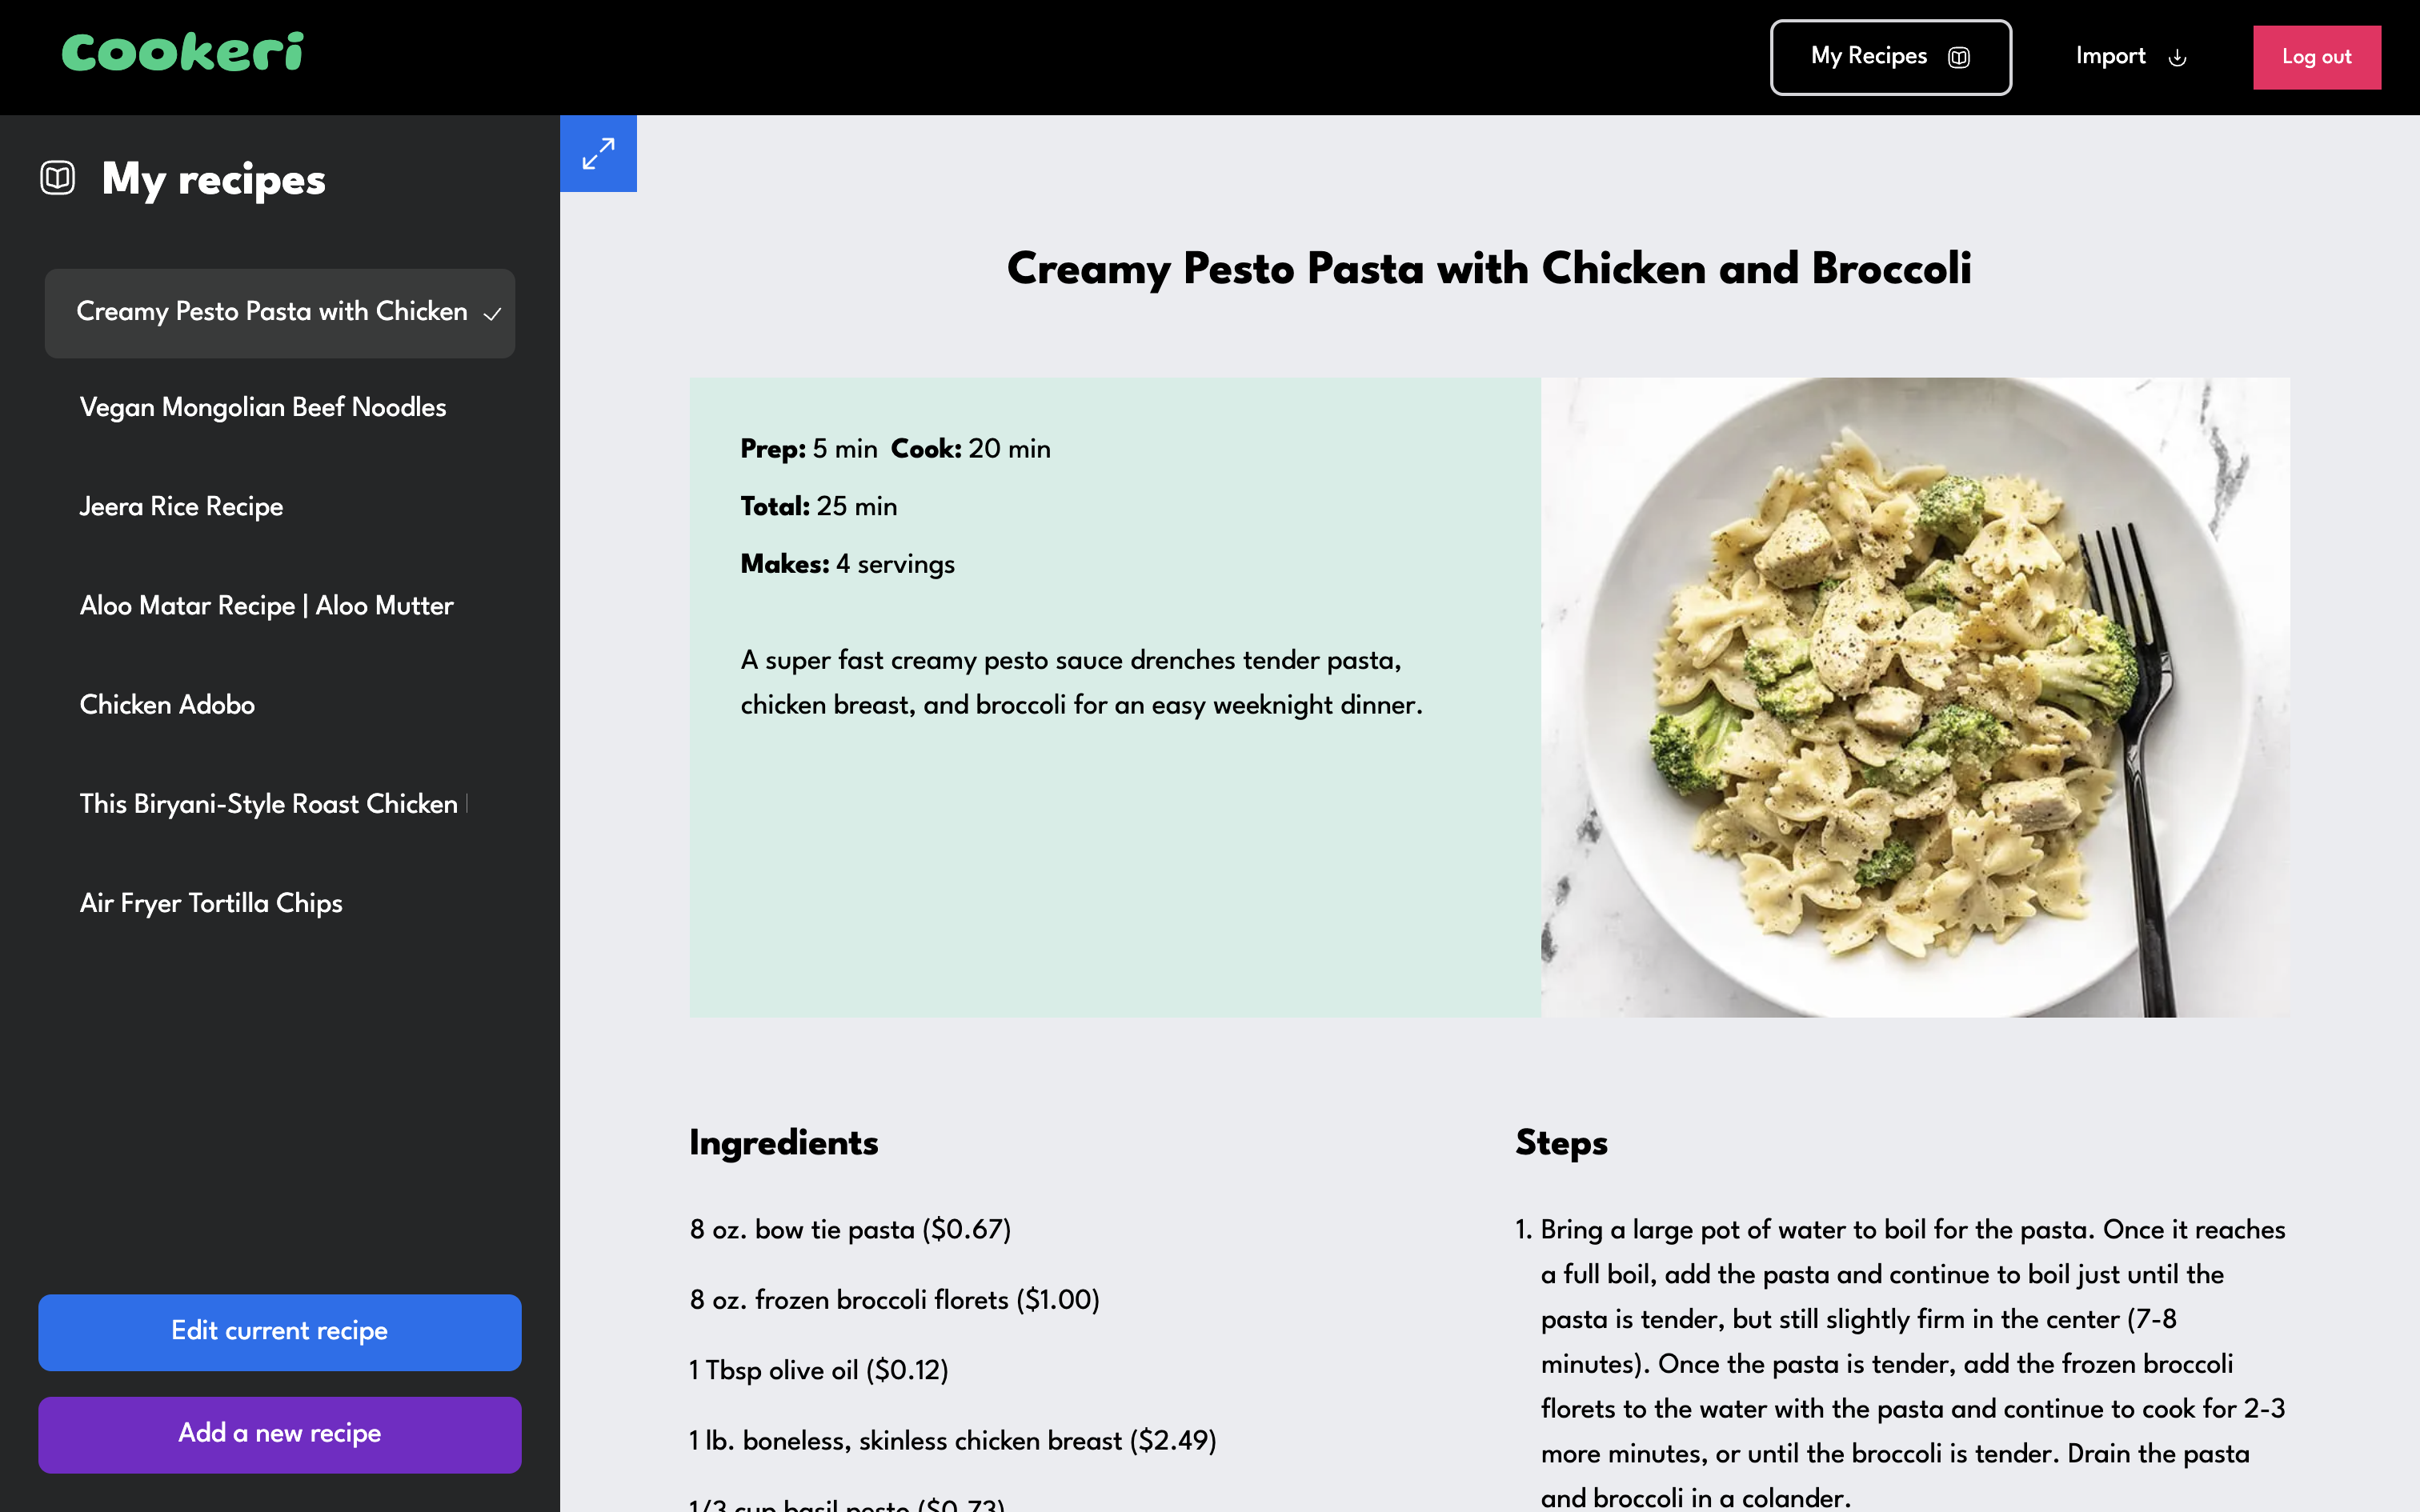 Cookeri
My Recipes
Import
Log out
My recipes
Creamy Pesto Pasta with Chicken
Vegan Mongolian Beef Noodles
Jeera Rice Recipe
Aloo Matar Recipe | Aloo Mutter
Chicken Adobo
This Biryani-Style Roast Chicken
Air Fryer Tortilla Chips
Edit current recipe
Add a new recipe
Creamy Pesto Pasta with Chicken and Broccoli
Prep: 5 min Cook: 20 min
Total: 25 min
Makes: 4 servings
A super fast creamy pesto sauce drenches tender pasta,
chicken breast, and broccoli for an easy weeknight dinner.
Ingredients
8 oz. bow tie pasta ($0.67)
8 oz. frozen broccoli florets ($1.00)
1 Tbsp olive oil ($0.12)
1 lb. boneless, skinless chicken breast ($2.49)
1/3 cup basil pesto ($0.73)
Steps
1. Bring a large pot of water to boil for the pasta. Once it reaches
a full boil, add the pasta and continue to boil just until the
pasta is tender, but still slightly firm in the center (7-8
minutes). Once the pasta is tender, add the frozen broccoli
florets to the water with the pasta and continue to cook for 2-3
more minutes, or until the broccoli is tender. Drain the pasta
and broccoli in a colander.